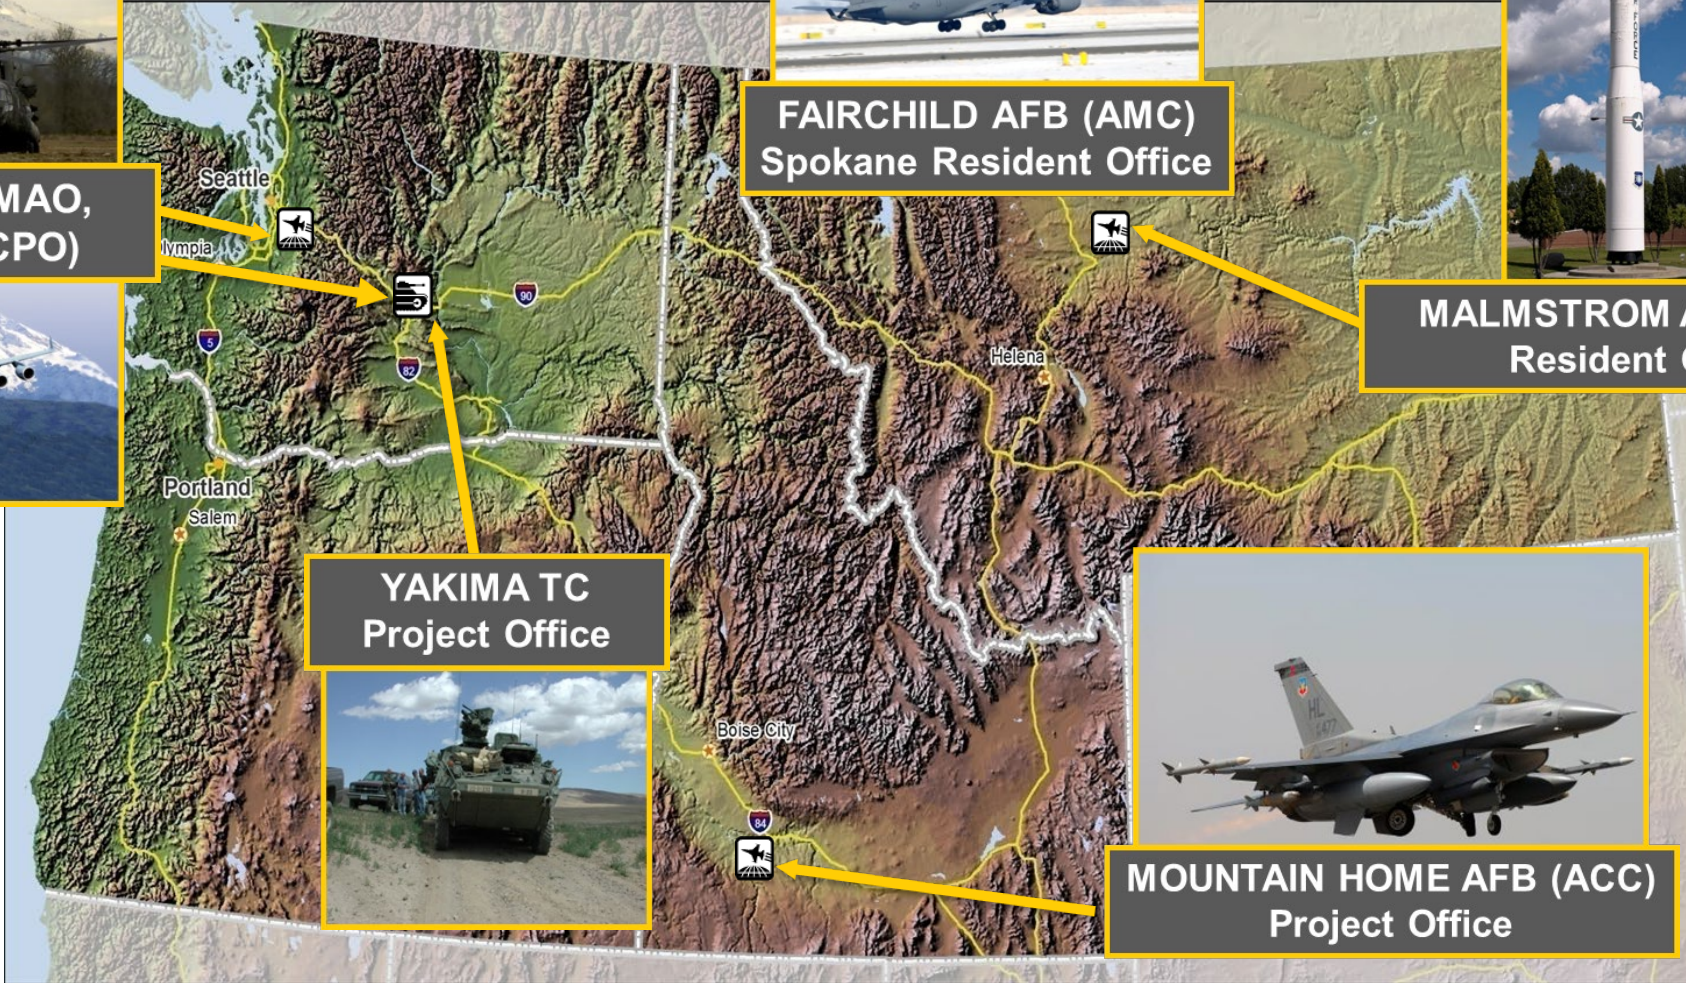 FAIRCHILD AFB (AMC)
Spokane Resident Office
Seattle
MAO,
CPO)
lympia
90
MALMSTROM
Resident
5
Helena
82
Portland
Salem
YAKIMA TC
Project Office
HL
Boise City
84
MOUNTAIN HOME AFB (ACC)
Project Office